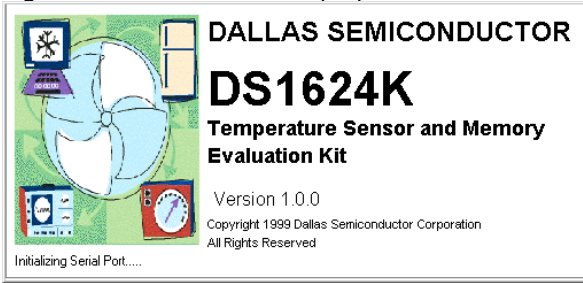 DALLAS SEMICONDUCTOR
DS1624K
Temperature Sensor and Memory
Evaluation Kit
Version 1.0.0
Copyright 1999 Dallas Semiconductor Corporation
All Rights Reserved
Initializing Serial Port.....